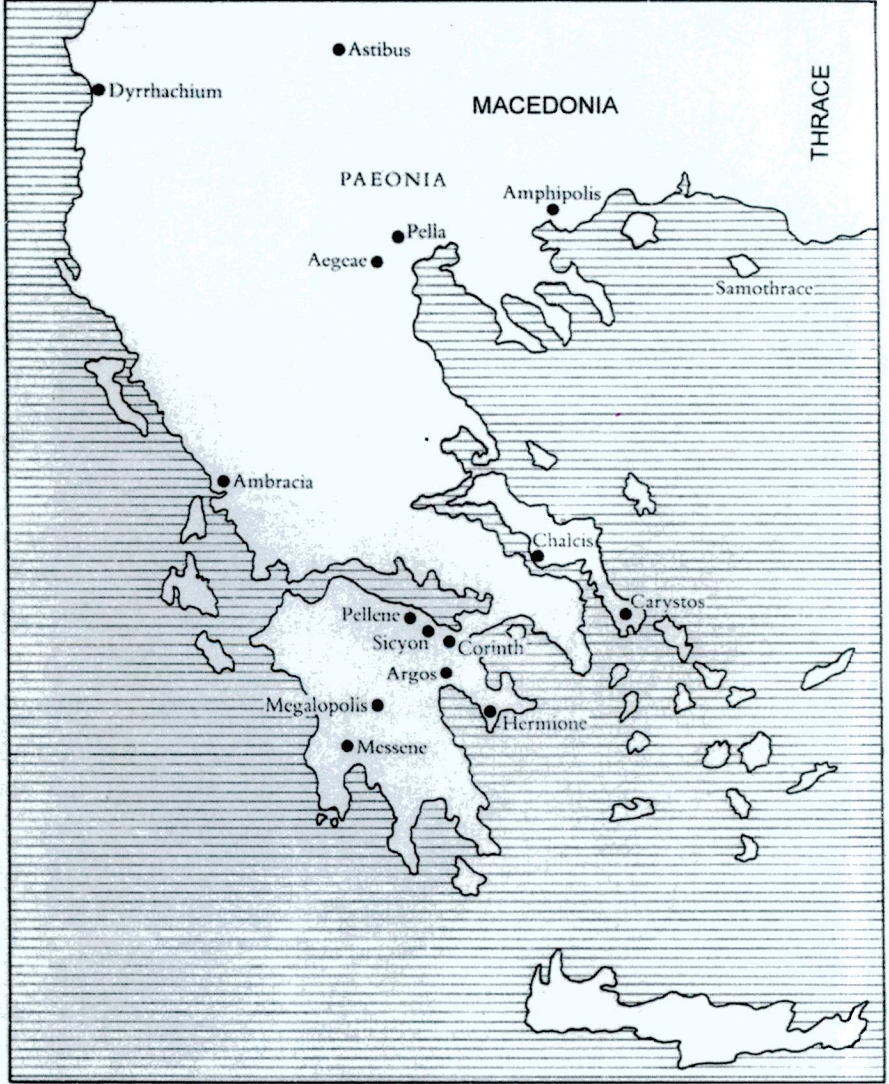 Astibus
Dyrrhachium
MACEDONIA
THRACE
PAEONIA
Amphipolis
Pella
Aegeae
Samothrace
Ambracia
Chalcis
Carystos
Pellene
Sicyon
Corinth
Argos
Megalopolis
Hermione
Messene